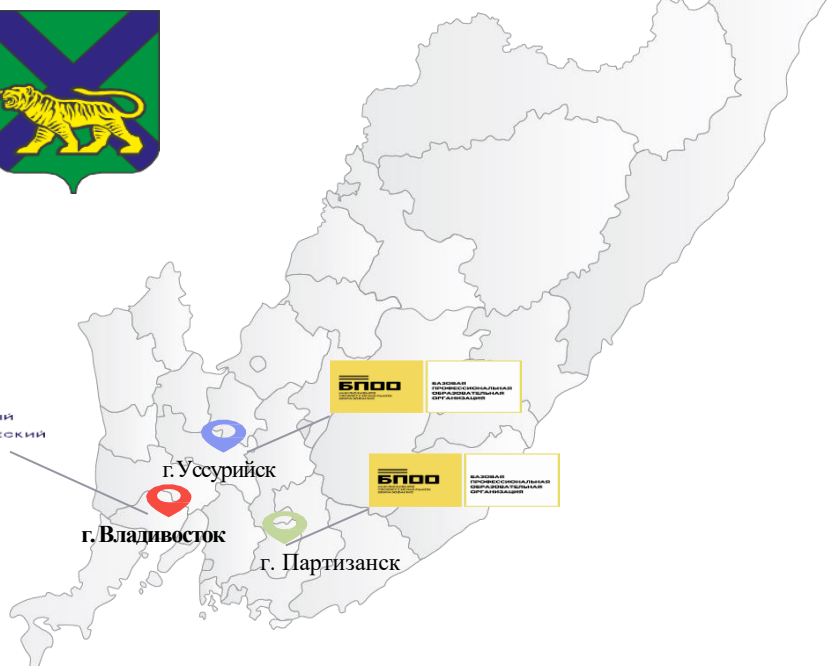 БПОО
БАЗОВАЯ
ПРОФЕССИОНАЛЬНАЯ
ОБРАЗОВАТЕЛЬНАЯ
ОРГАНИЗАЦИЯ
г.Уссурийск
БПОО
БАЗОВАЯ
ПРОФЕССИОНАЛЬНАЯ
ОБРАЗОВАТЕЛЬНАЯ
ОРГАНИЗАЦИЯ
г.Владивосток
г. Партизанск